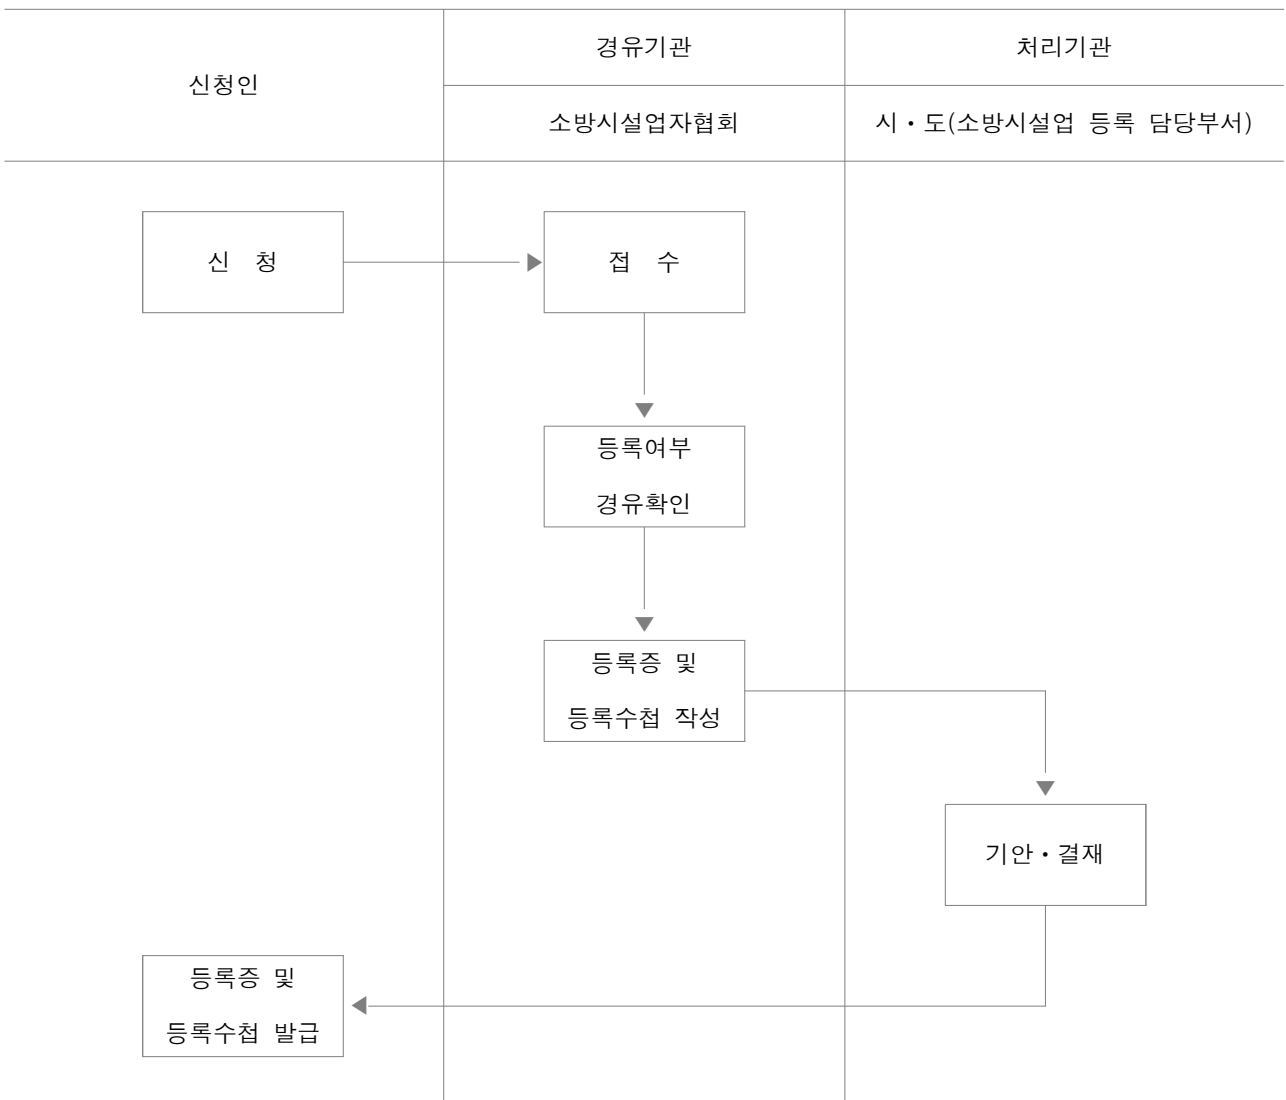 신청인
경유기관
처리기관
소방시설업자협회
시・도(소방시설업 등록 담당부서)
신 청
접 수
등록여부
경유확인
등록증 및
등록수첩 작성
기안・결재
등록증 및
등록수첩 발급